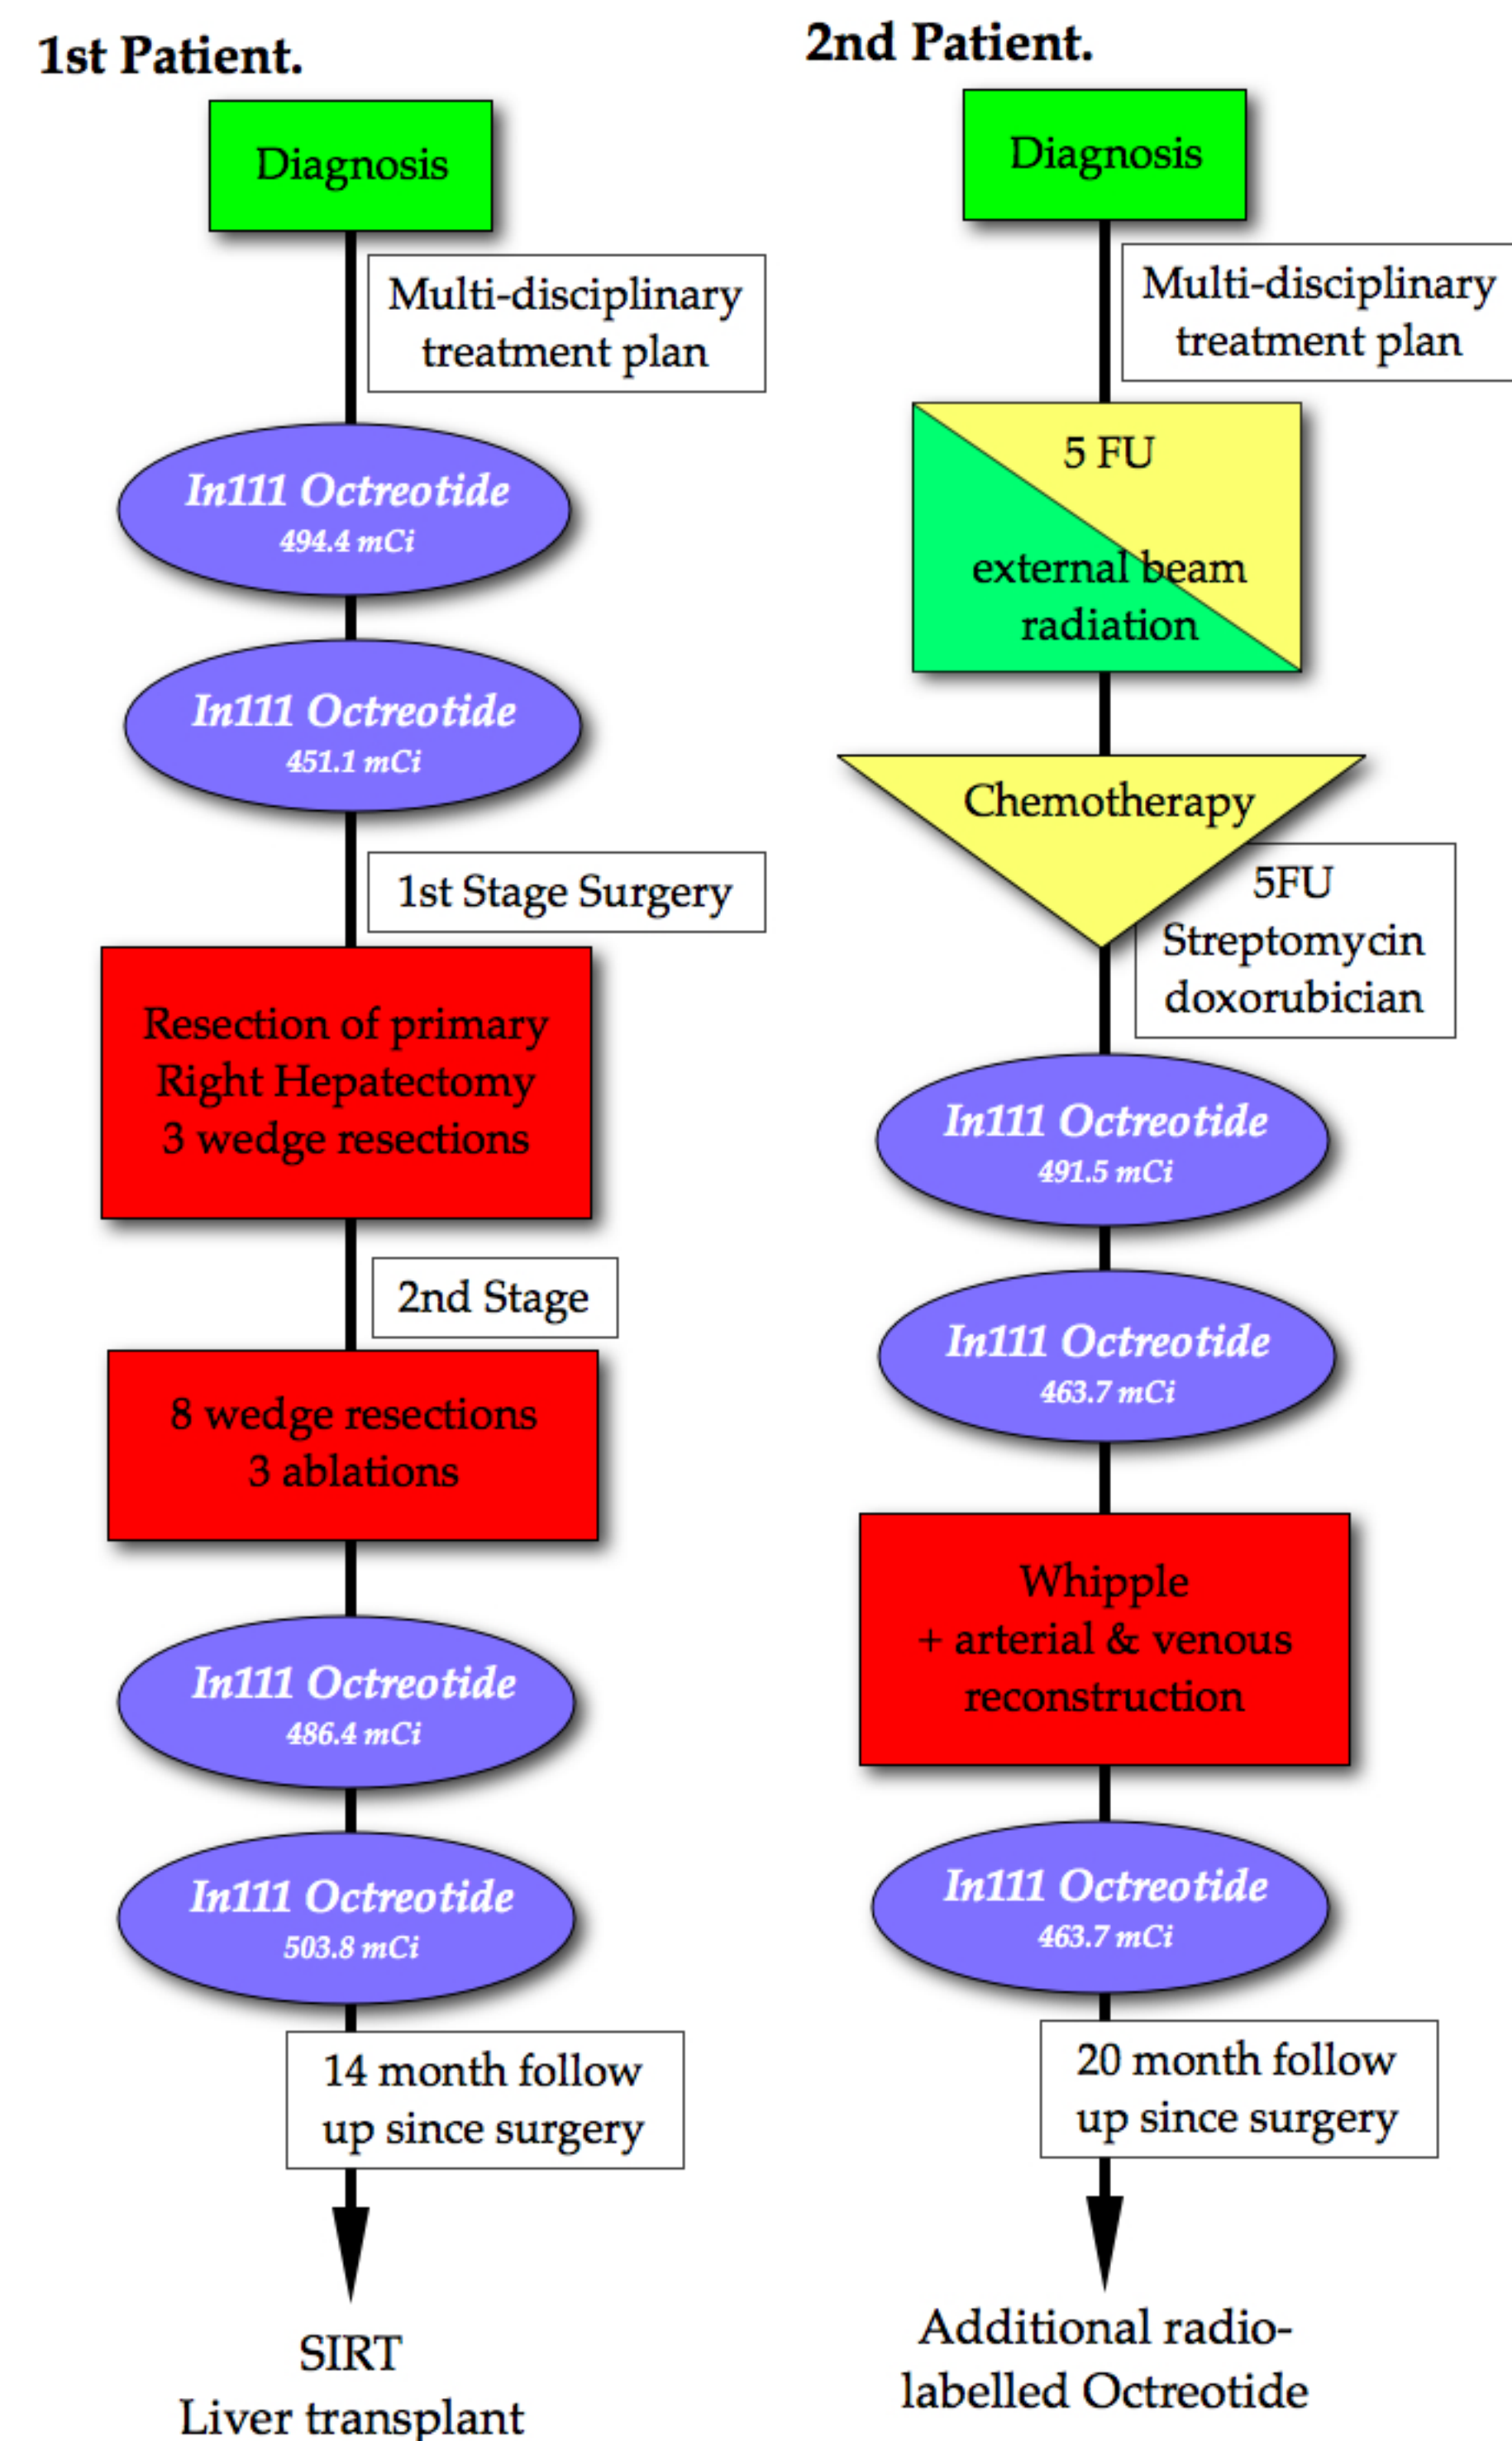 1st Patient.
Diagnosis
Multi-disciplinary
treatment plan
In111 Octreotide
494.4 mCi
In111 Octreotide
451.1 mCi
1st Stage Surgery
Resection of primary
Right Hepatectomy
3 wedge resections
2nd Stage
8 wedge resections
3 ablations
In111 Octreotide
486.4 mCi
In111 Octreotide
503.8 mCi
14 month follow
up since surgery
SIRT
Liver transplant
2nd Patient.
Diagnosis
Multi-disciplinary
treatment plan
5 FU
external beam
radiation
Chemotherapy
5FU
Streptomycin
doxorubician
In111 Octreotide
491.5 mCi
In111 Octreotide
463.7 mCi
Whipple
+ arterial & venous
reconstruction
In111 Octreotide
463.7 mCi
20 month follow
up since surgery
Additional radio-
labelled Octreotide